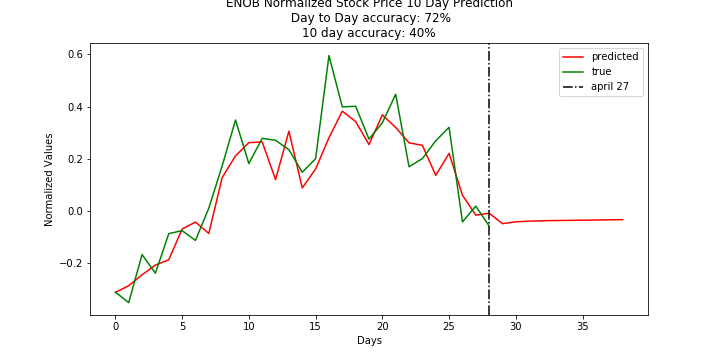 ENOB Normalized Stock Price 10 Day Prediction
Day to Day accuracy: 72%
10 day accuracy: 40%
predicted
true
april 27
Normalized Values
0.6
0.4
0.2
0.0
−0.2
0 5 10 15 20 25 30 35
Days